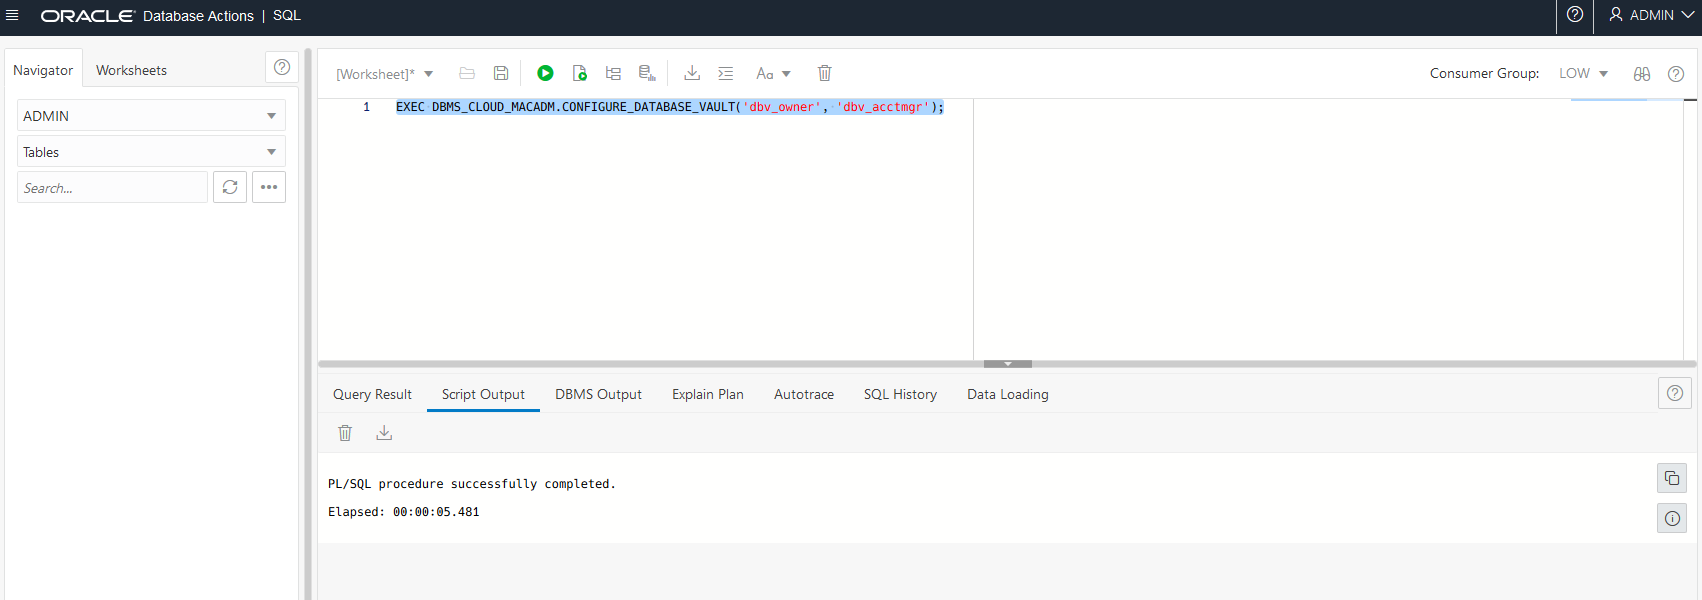 ORACLE Database Actions | SQL
ADMIN
Navigator
Worksheets
ADMIN
Tables
Search...
[Worksheet]*
Aa
Consumer Group: LOW
1 EXEC DBMS_CLOUD_MACADM.CONFIGURE_DATABASE_VAULT('dbv_owner', 'dbv_acctmgr');
Query Result
Script Output
DBMS Output
Explain Plan
Autotrace
SQL History
Data Loading
PL/SQL procedure successfully completed.
Elapsed: 00:00:05.481